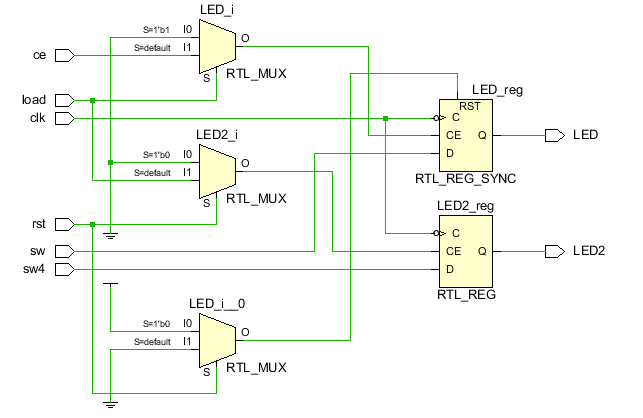 LED_i
S=1'b1 I0
O
ce
S=default I1
S
RTL_MUX
load
clk
LED_reg
RST
C
CE Q
LED
D
RTL_REG_SYNC
LED2_i
S=1'b0 I0
O
S=default I1
S
RTL_MUX
rst
sw
sw4
LED2_reg
C
CE Q
LED2
D
RTL_REG
LED_i__0
S=1'b0 I0
O
S=default I1
S
RTL_MUX